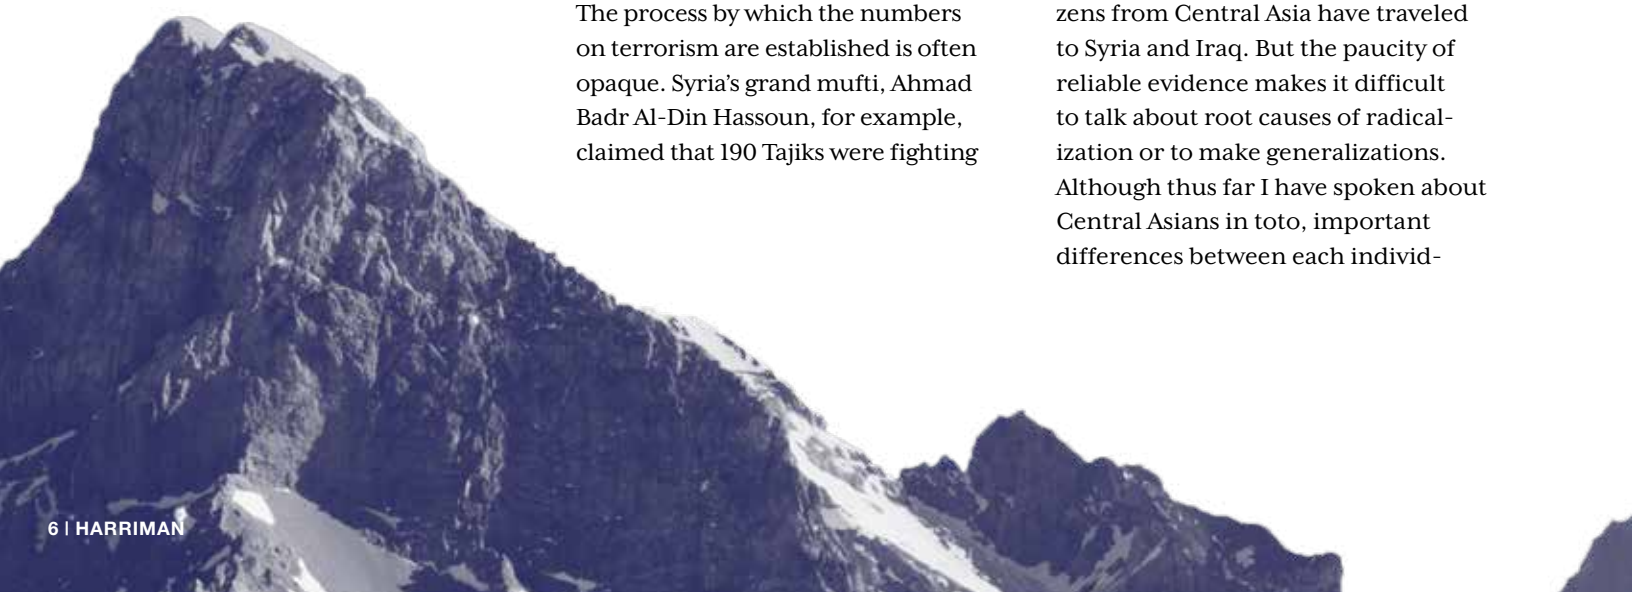 The process by which the numbers
on terrorism are established is often
opaque. Syria’s grand mufti, Ahmad
Badr Al-Din Hassoun, for example,
claimed that 190 Tajiks were fighting
zens from Central Asia have traveled
to Syria and Iraq. But the paucity of
reliable evidence makes it difficult
to talk about root causes of radical-
ization or to make generalizations.
Although thus far I have spoken about
Central Asians in toto, important
differences between each individ-
6 | HARRIMAN